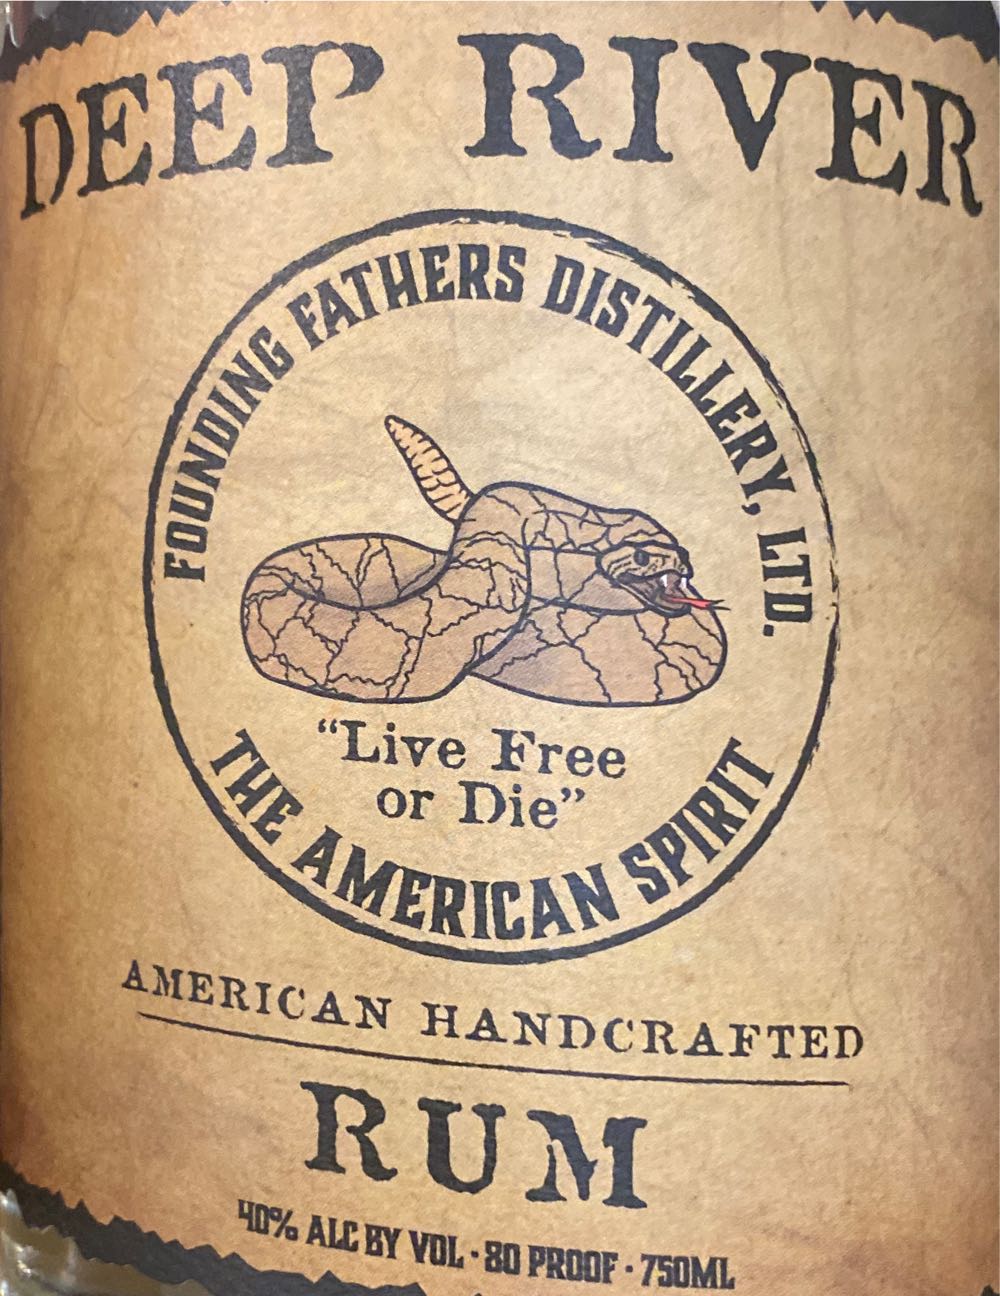 DEEP RIVER
FOUNDING FATHERS DISTILLERY, LTD.
“Live Free
or Die”
THE AMERICAN SPIRIT
AMERICAN HANDCRAFTED
RUM
40% ALC BY VOL · 80 PROOF · 750ML